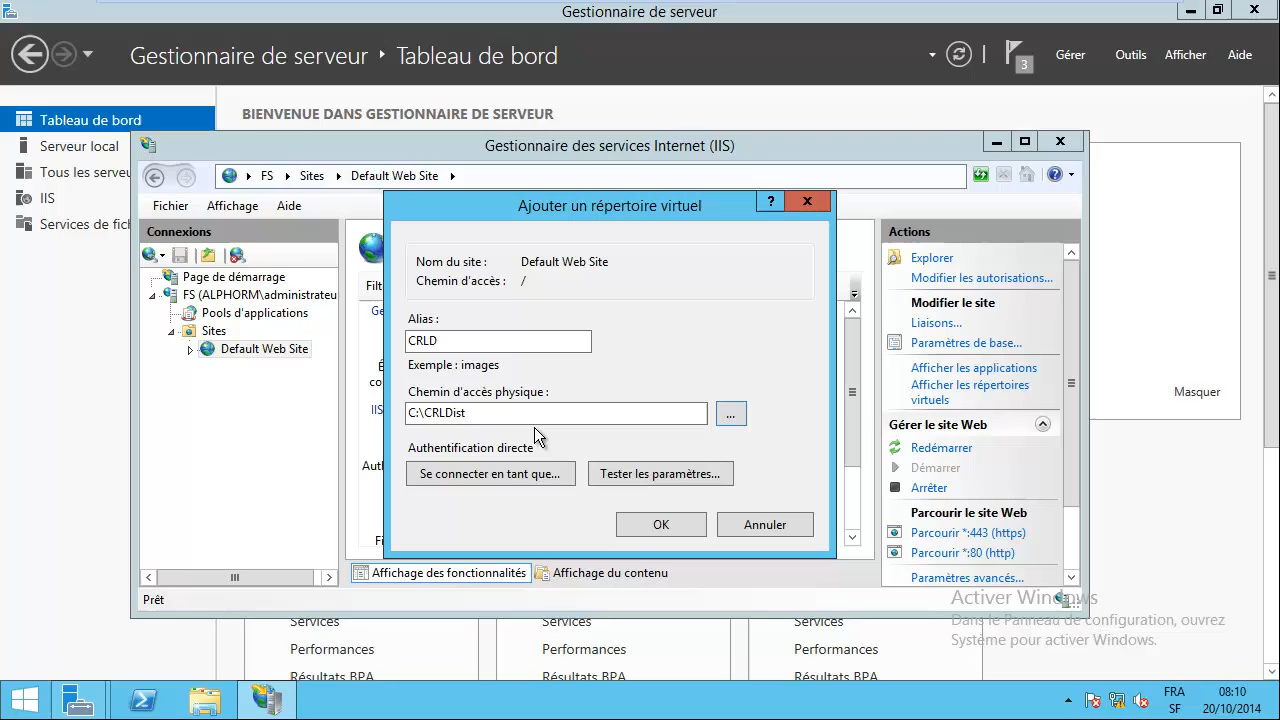 Gestionnaire de serveur
Gestionnaire de serveur ‣ Tableau de bord
3
Gérer
Outils
Afficher
Aide
Tableau de bord
Serveur local
Tous les serveu
IIS
Services de fich
BIENVENUE DANS GESTIONNAIRE DE SERVEUR
Masquer
Gestionnaire des services Internet (IIS)
FS
Sites
Default Web Site
Fichier
Affichage
Aide
Connexions
Page de démarrage
FS (ALPHORM\administrateu
Pools d'applications
Sites
Default Web Site
Filt
Ajouter un répertoire virtuel
?
Nom du site :
Default Web Site
Chemin d'accès :
/
Alias :
CRLD
Exemple : images
Chemin d'accès physique :
C:\CRLDist
...
Authentification directe
Se connecter en tant que...
Tester les paramètres...
OK
Annuler
Affichage des fonctionnalités
Affichage du contenu
Prêt
Actions
Explorer
Modifier les autorisations...
Modifier le site
Liaisons...
Paramètres de base...
Afficher les applications
Afficher les répertoires
virtuels
Gérer le site Web
Redémarrer
Démarrer
Arrêter
Parcourir le site Web
Parcourir *:443 (https)
Parcourir *:80 (http)
Paramètres avancés...
Activer Windows
Dans le Panneau de configuration, ouvrez
Système pour activer Windows.
Services
Services
Services
Performances
Performances
Performances
Résultats BPA
Résultats BPA
Résultats BPA
FRA
SF
08:10
20/10/2014